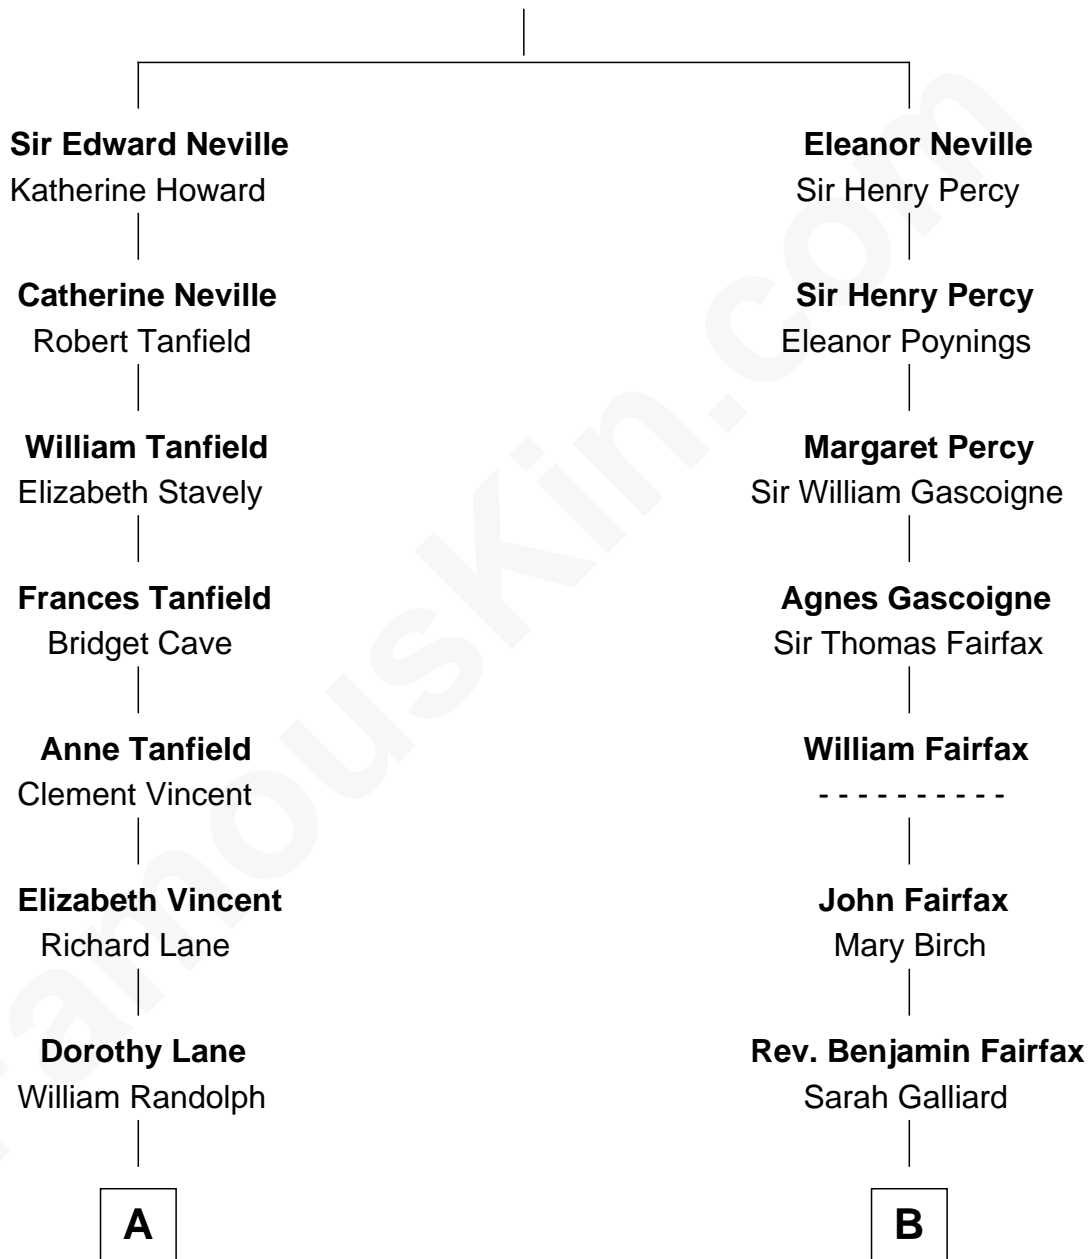 Sir Edward Neville
Katherine Howard
Catherine Neville
Robert Tanfield
William Tanfield
Elizabeth Stavely
Frances Tanfield
Bridget Cave
Anne Tanfield
Clement Vincent
Elizabeth Vincent
Richard Lane
Dorothy Lane
William Randolph
A
Eleanor Neville
Sir Henry Percy
Sir Henry Percy
Eleanor Poynings
Margaret Percy
Sir William Gascoigne
Agnes Gascoigne
Sir Thomas Fairfax
William Fairfax
- - - - - - - - - -
John Fairfax
Mary Birch
Rev. Benjamin Fairfax
Sarah Galliard
B
FamousKin.com